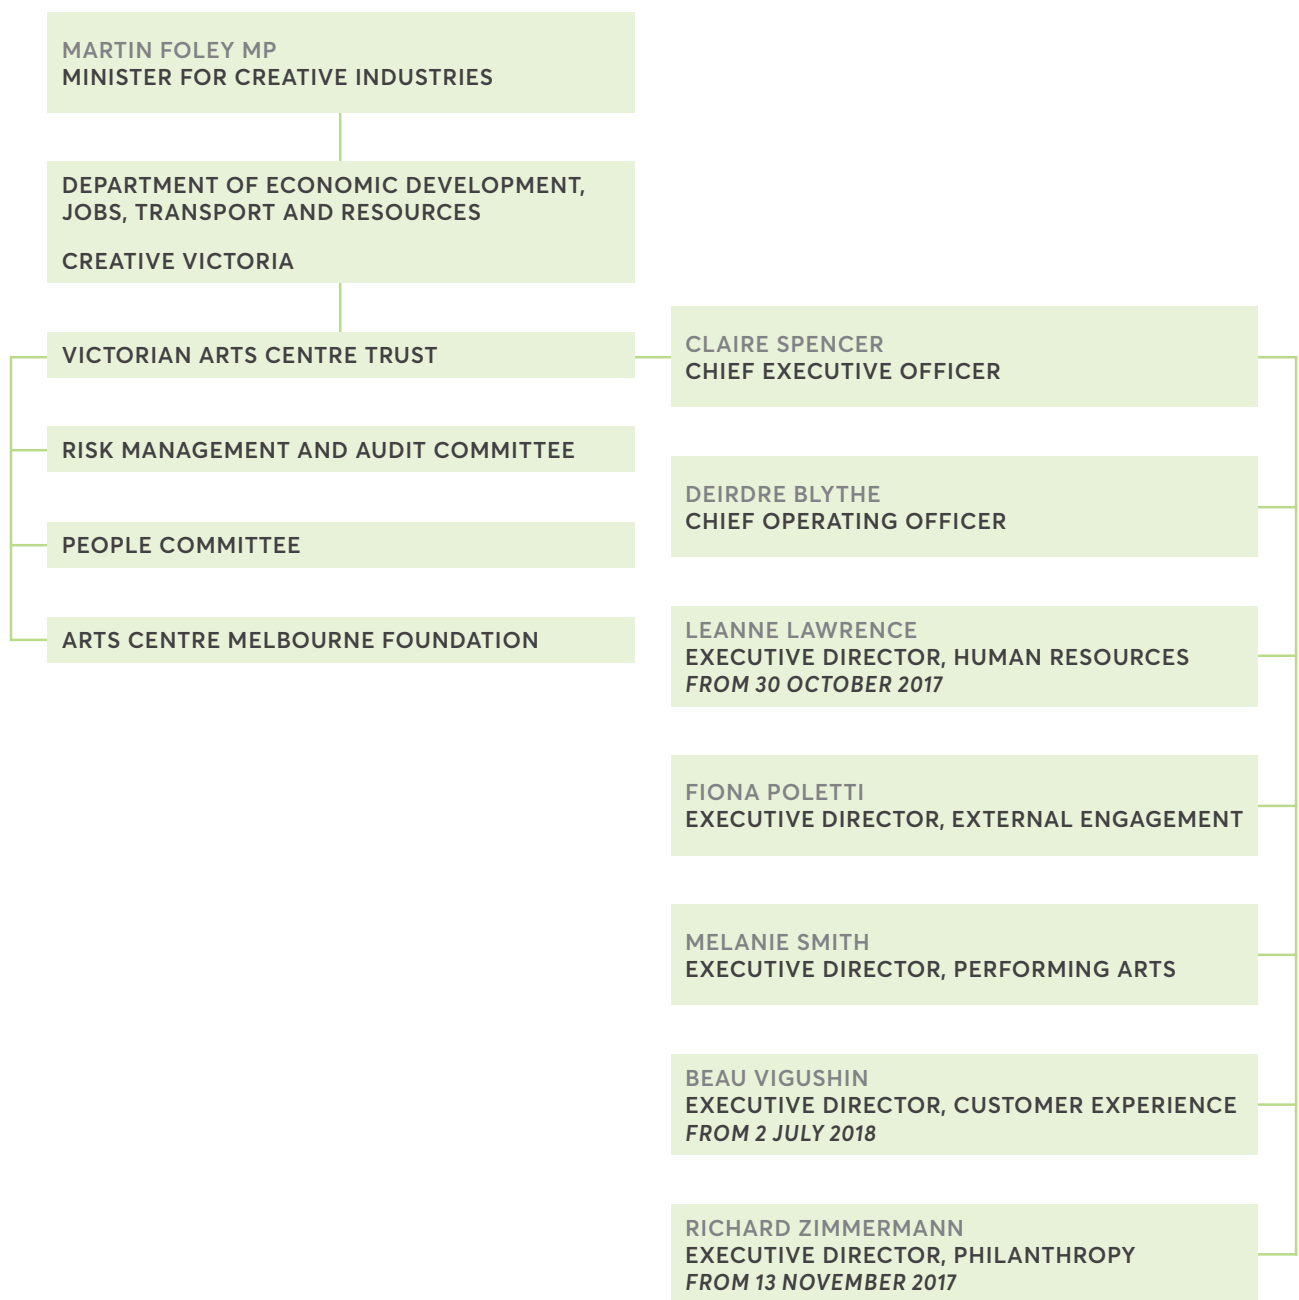 MARTIN FOLEY MP
MINISTER FOR CREATIVE INDUSTRIES
DEPARTMENT OF ECONOMIC DEVELOPMENT,
JOBS, TRANSPORT AND RESOURCES
CREATIVE VICTORIA
VICTORIAN ARTS CENTRE TRUST
RISK MANAGEMENT AND AUDIT COMMITTEE
PEOPLE COMMITTEE
ARTS CENTRE MELBOURNE FOUNDATION
CLAIRE SPENCER
CHIEF EXECUTIVE OFFICER
DEIRDRE BLYTHE
CHIEF OPERATING OFFICER
LEANNE LAWRENCE
EXECUTIVE DIRECTOR, HUMAN RESOURCES
FROM 30 OCTOBER 2017
FIONA POLETTI
EXECUTIVE DIRECTOR, EXTERNAL ENGAGEMENT
MELANIE SMITH
EXECUTIVE DIRECTOR, PERFORMING ARTS
BEAU VIGUSHIN
EXECUTIVE DIRECTOR, CUSTOMER EXPERIENCE
FROM 2 JULY 2018
RICHARD ZIMMERMANN
EXECUTIVE DIRECTOR, PHILANTHROPY
FROM 13 NOVEMBER 2017